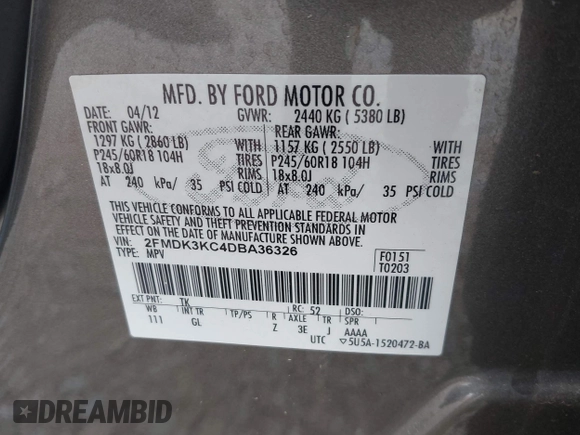 MFD. BY FORD MOTOR CO.
DATE: 04/12 GVWR: 2440 KG ( 5380 LB)
FRONT GAWR: REAR GAWR:
1297 KG ( 2860 LB) WITH 1157 KG ( 2550 LB) WITH
P245/60R18 104H TIRES P245/60R18 104H TIRES
18x8.0J RIMS 18x8.0J RIMS
AT 240 kPa/ 35 PSI COLD AT 240 kPa/ 35 PSI COLD
THIS VEHICLE CONFORMS TO ALL APPLICABLE FEDERAL MOTOR
VEHICLE SAFETY AND THEFT PREVENTION STANDARDS IN
EFFECT ON THE DATE OF MANUFACTURE SHOWN ABOVE.
VIN: 2FMDK3KC4DBA36326
TYPE: MPV
F0151
T0203
EXT PNT: TK RC: 52 DSO:
WB INT TR TP/PS R AXLE TR SPR
111 GL Z 3E J AAAA
UTC ▽5U5A-1520472-BA
Ford
DREAMBID